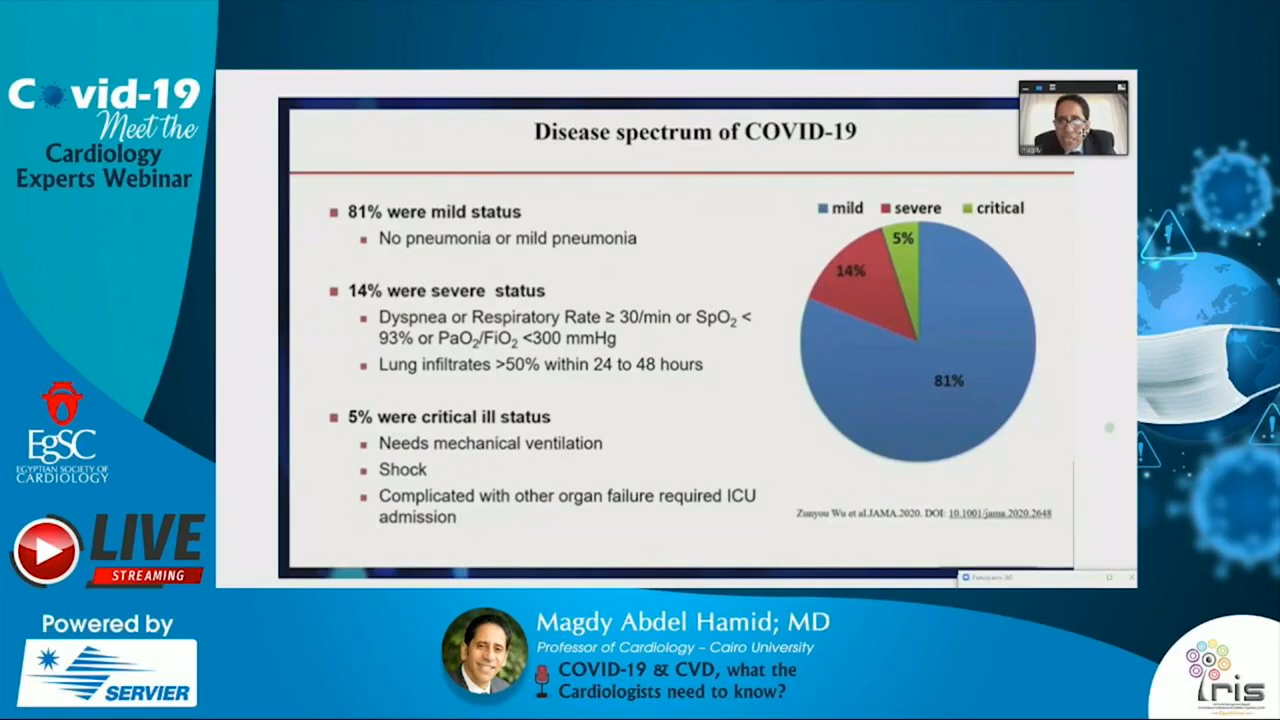 Covid-19
Meet the
Cardiology
Experts Webinar
EgSC
EGYPTIAN SOCIETY OF
CARDIOLOGY
LIVE
STREAMING
Powered by
SERVIER
Disease spectrum of COVID-19
81% were mild status
No pneumonia or mild pneumonia
14% were severe status
Dyspnea or Respiratory Rate ≥ 30/min or SpO₂ <
93% or PaO₂/FiO₂ <300 mmHg
Lung infiltrates >50% within 24 to 48 hours
5% were critical ill status
Needs mechanical ventilation
Shock
Complicated with other organ failure required ICU
admission
mild severe critical
5%
14%
81%
Zunyou Wu et al.JAMA.2020. DOI: 10.1001/jama.2020.2648
magdy
Magdy Abdel Hamid; MD
Professor of Cardiology – Cairo University
COVID-19 & CVD, what the
Cardiologists need to know?
Iris